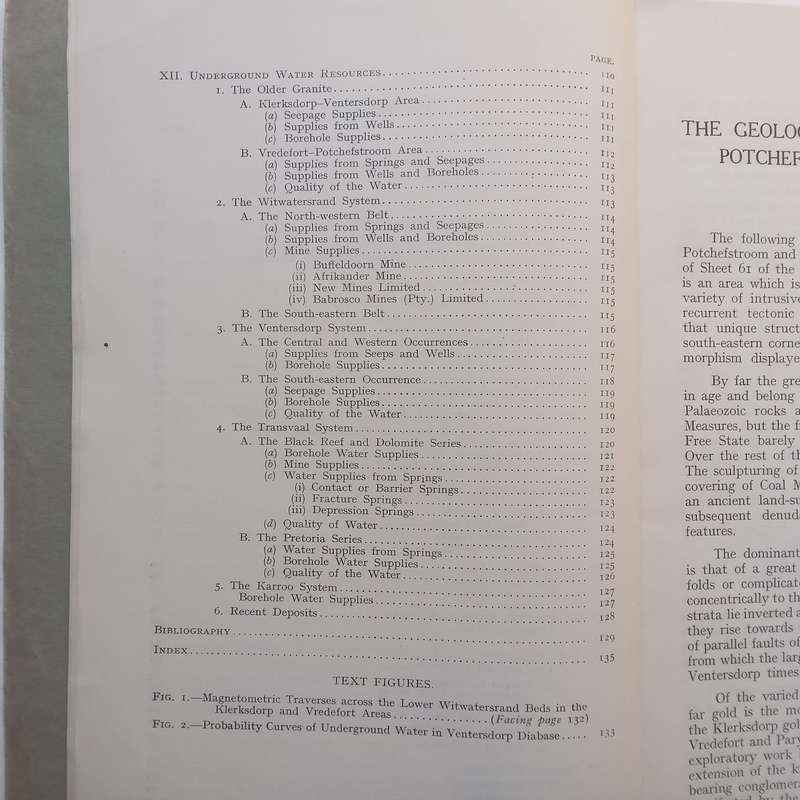 PAGE.
XII. UNDERGROUND WATER RESOURCES 110
1. The Older Granite 111
A. Klerksdorp–Ventersdorp Area 111
(a) Seepage Supplies 111
(b) Supplies from Wells 111
(c) Borehole Supplies 111
B. Vredefort–Potchefstroom Area 112
(a) Supplies from Springs and Seepages 112
(b) Supplies from Wells and Boreholes 113
(c) Quality of the Water 113
2. The Witwatersrand System 113
A. The North-western Belt 114
(a) Supplies from Springs and Seepages 114
(b) Supplies from Wells and Boreholes 114
(c) Mine Supplies 115
(i) Buffeldoorn Mine 115
(ii) Afrikander Mine 115
(iii) New Mines Limited 115
(iv) Babrosco Mines (Pty.) Limited 115
B. The South-eastern Belt 115
3. The Ventersdorp System 116
A. The Central and Western Occurrences 116
(a) Supplies from Seeps and Wells 117
(b) Borehole Supplies 117
B. The South-eastern Occurrence 118
(a) Seepage Supplies 119
(b) Borehole Supplies 119
(c) Quality of the Water 119
4. The Transvaal System 120
A. The Black Reef and Dolomite Series 120
(a) Borehole Water Supplies 121
(b) Mine Supplies 122
(c) Water Supplies from Springs 122
(i) Contact or Barrier Springs 122
(ii) Fracture Springs 123
(iii) Depression Springs 123
(d) Quality of Water 124
B. The Pretoria Series 124
(a) Water Supplies from Springs 125
(b) Borehole Water Supplies 125
(c) Quality of the Water 126
5. The Karroo System 127
Borehole Water Supplies 127
6. Recent Deposits 128
BIBLIOGRAPHY 129
INDEX 135
TEXT FIGURES.
FIG. 1.—Magnetometric Traverses across the Lower Witwatersrand Beds in the
Klerksdorp and Vredefort Areas (Facing page 132)
FIG. 2.—Probability Curves of Underground Water in Ventersdorp Diabase 133
THE GEOLO
POTCHEF
The following
Potchefstroom and
of Sheet 61 of the
is an area which is
variety of intrusive
recurrent tectonic
that unique struct
south-eastern corne
morphism displaye
By far the gre
in age and belong
Palaeozoic rocks a
Measures, but the f
Free State barely
Over the rest of th
The sculpturing of
covering of Coal M
an ancient land-su
subsequent denuda
features.
The dominant
is that of a great
folds or complicate
concentrically to th
strata lie inverted a
they rise towards
of parallel faults of
from which the larg
Ventersdorp times
Of the varied
far gold is the mo
the Klerksdorp gol
Vredefort and Pary
exploratory work
extension of the k
bearing conglomer